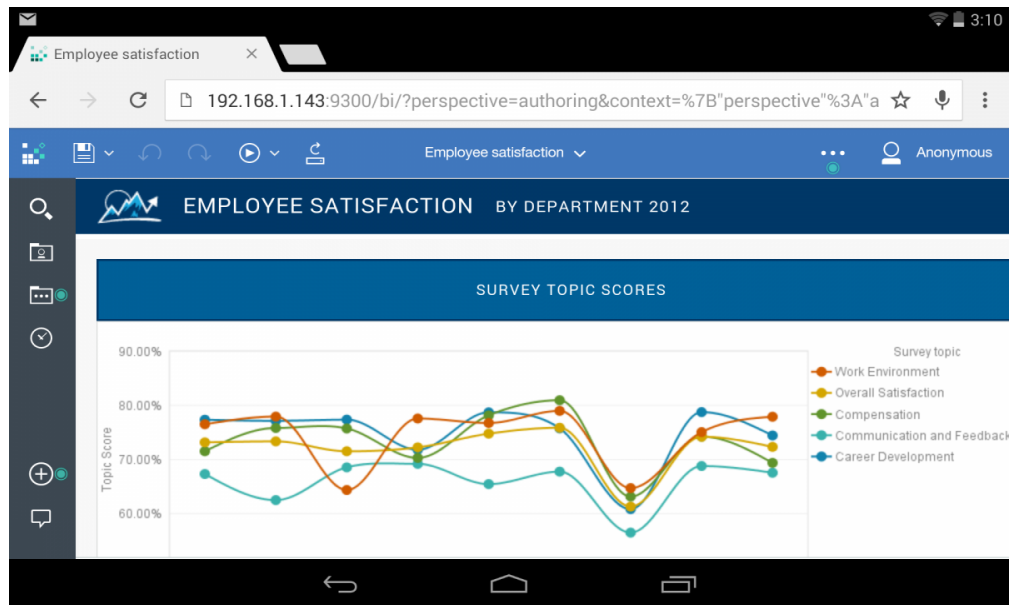 3:10
Employee satisfaction
192.168.1.143:9300/bi/?perspective=authoring&context=%7B"perspective"%3A"a
Employee satisfaction
Anonymous
EMPLOYEE SATISFACTION BY DEPARTMENT 2012
SURVEY TOPIC SCORES
Survey topic
Work Environment
Overall Satisfaction
Compensation
Communication and Feedback
Career Development
Topic Score
90.00%
80.00%
70.00%
60.00%